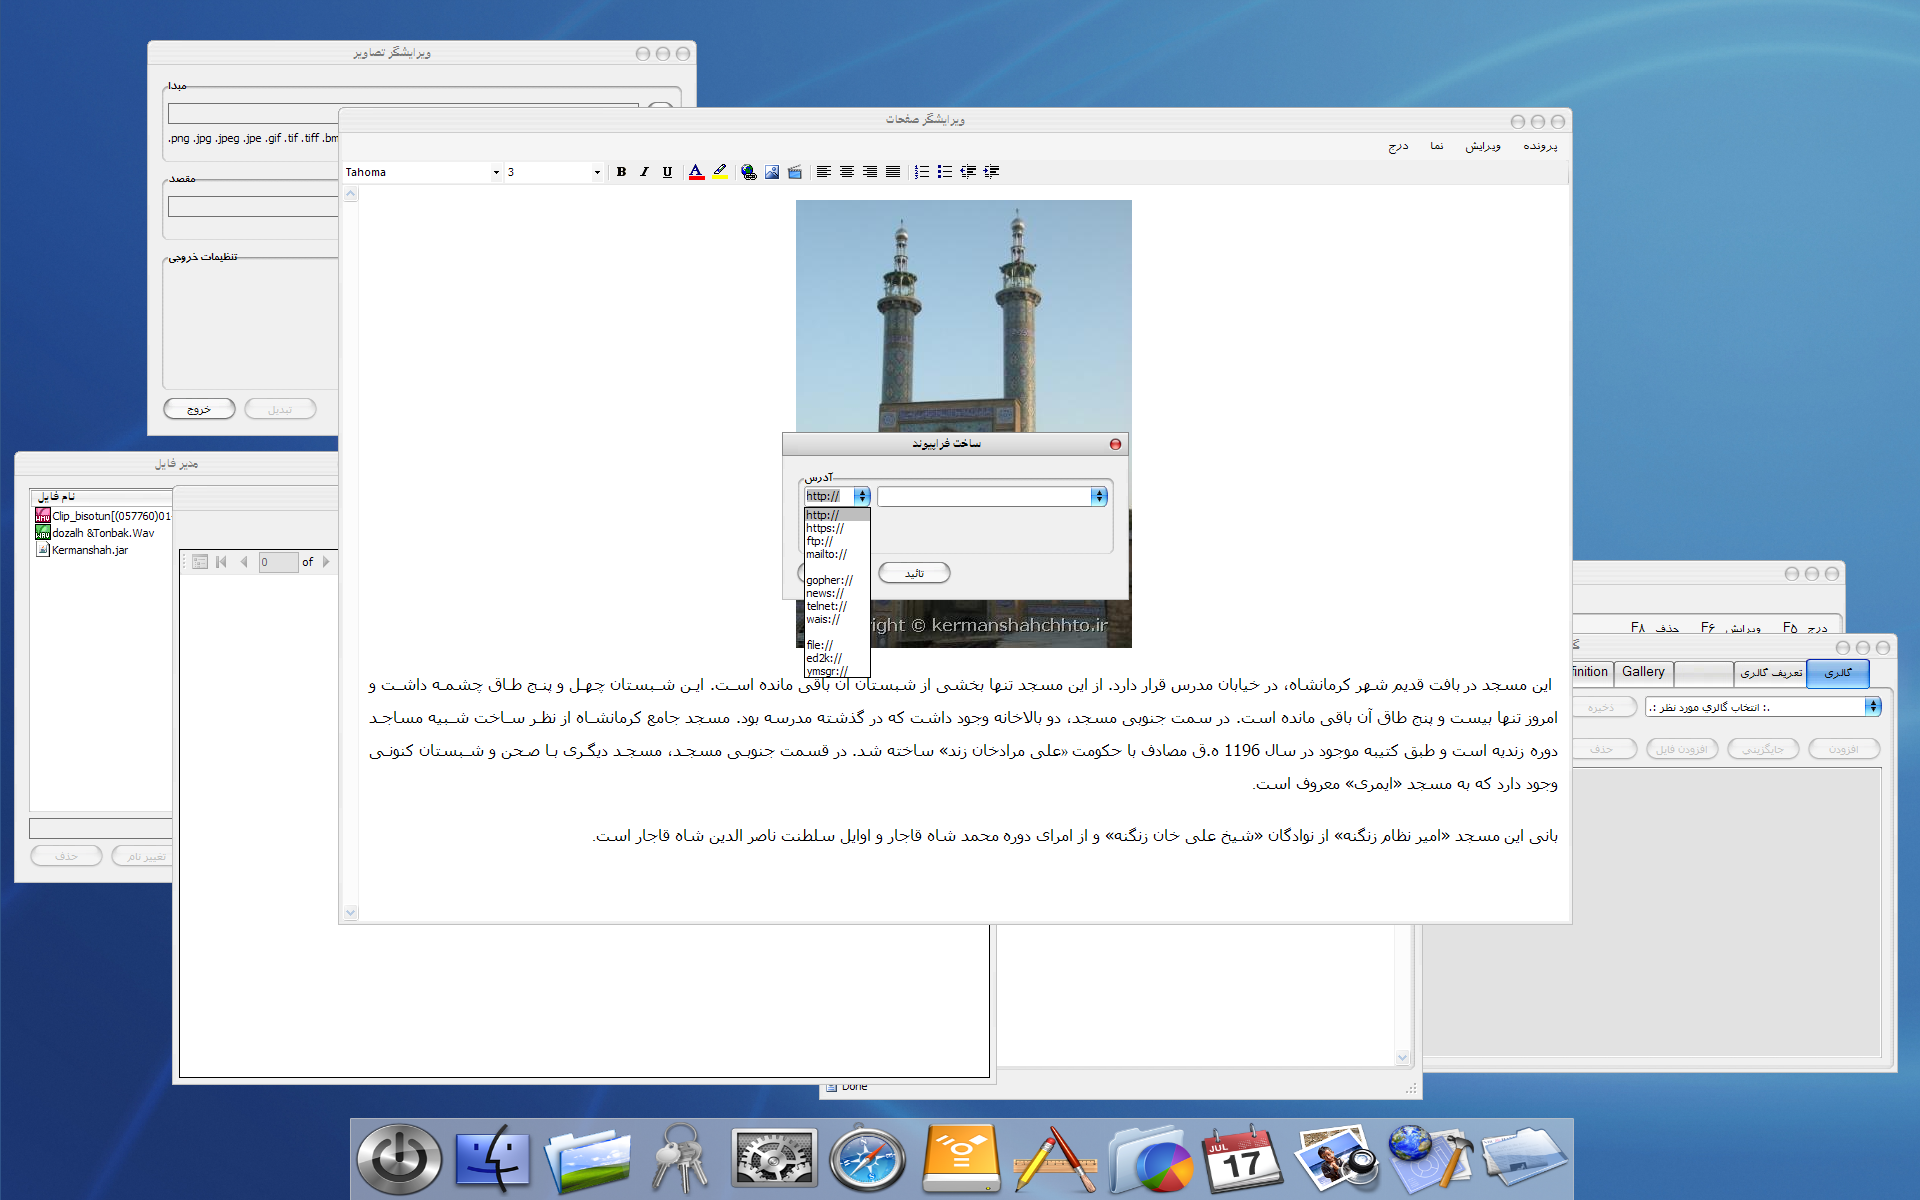 ویرایشگر تصاویر
مبدا
.png .jpg .jpeg .jpe .gif .tif .tiff .bm
مقصد
تنظیمات خروجی
خروج
تبدیل
ویرایشگر صفحات
پرونده
ویرایش
نما
درج
Tahoma
3
B I U
ساخت فراپیوند
آدرس
http://
http://
https://
ftp://
mailto://
gopher://
news://
telnet://
wais://
file://
ed2k://
ymsgr://
تائید
right © kermanshahchhto.ir
این مسجد در بافت قدیم شهر کرمانشاه، در خیابان مدرس قرار دارد. از این مسجد تنها بخشی از شبستان آن باقی مانده است. این شبستان چهل و پنج طاق چشمه داشت و
امروز تنها بیست و پنج طاق آن باقی مانده است. در سمت جنوبی مسجد، دو بالاخانه وجود داشت که در گذشته مدرسه بود. مسجد جامع کرمانشاه از نظر ساخت شبیه مساجد
دوره زندیه است و طبق کتیبه موجود در سال 1196 ه.ق مصادف با حکومت «علی مرادخان زند» ساخته شد. در قسمت جنوبی مسجد، مسجد دیگری با صحن و شبستان کنونی
وجود دارد که به مسجد «ایمری» معروف است.
بانی این مسجد «امیر نظام زنگنه» از نوادگان «شیخ علی خان زنگنه» و از امرای دوره محمد شاه قاجار و اوایل سلطنت ناصر الدین شاه قاجار است.
مدیر فایل
نام فایل
Clip_bisotun[(057760)01
dozalh &Tonbak.Wav
Kermanshah.jar
حذف
تغییر نام
0 of
درج F۵
ویرایش F۶
حذف F۸
گالری
تعریف گالری
Gallery
finition
.: انتخاب گالري مورد نظر :.
ذخیره
افزودن
جایگزینی
افزودن فایل
حذف
Done
JUL
17